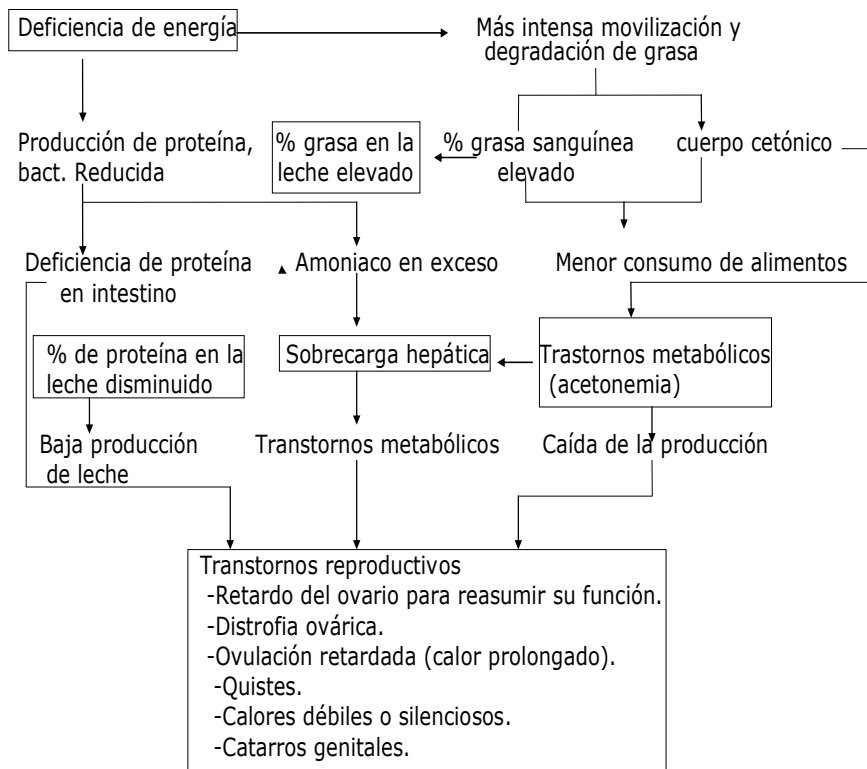 Deficiencia de energía
Más intensa movilización y
degradación de grasa
Producción de proteína,
bact. Reducida
% grasa en la
leche elevado
% grasa sanguínea
elevado
cuerpo cetónico
Deficiencia de proteína
en intestino
Amoniaco en exceso
Menor consumo de alimentos
% de proteína en la
leche disminuido
Sobrecarga hepática
Trastornos metabólicos
(acetonemia)
Baja producción
de leche
Transtornos metabólicos
Caída de la producción
Transtornos reproductivos
-Retardo del ovario para reasumir su función.
-Distrofia ovárica.
-Ovulación retardada (calor prolongado).
-Quistes.
-Calores débiles o silenciosos.
-Catarros genitales.